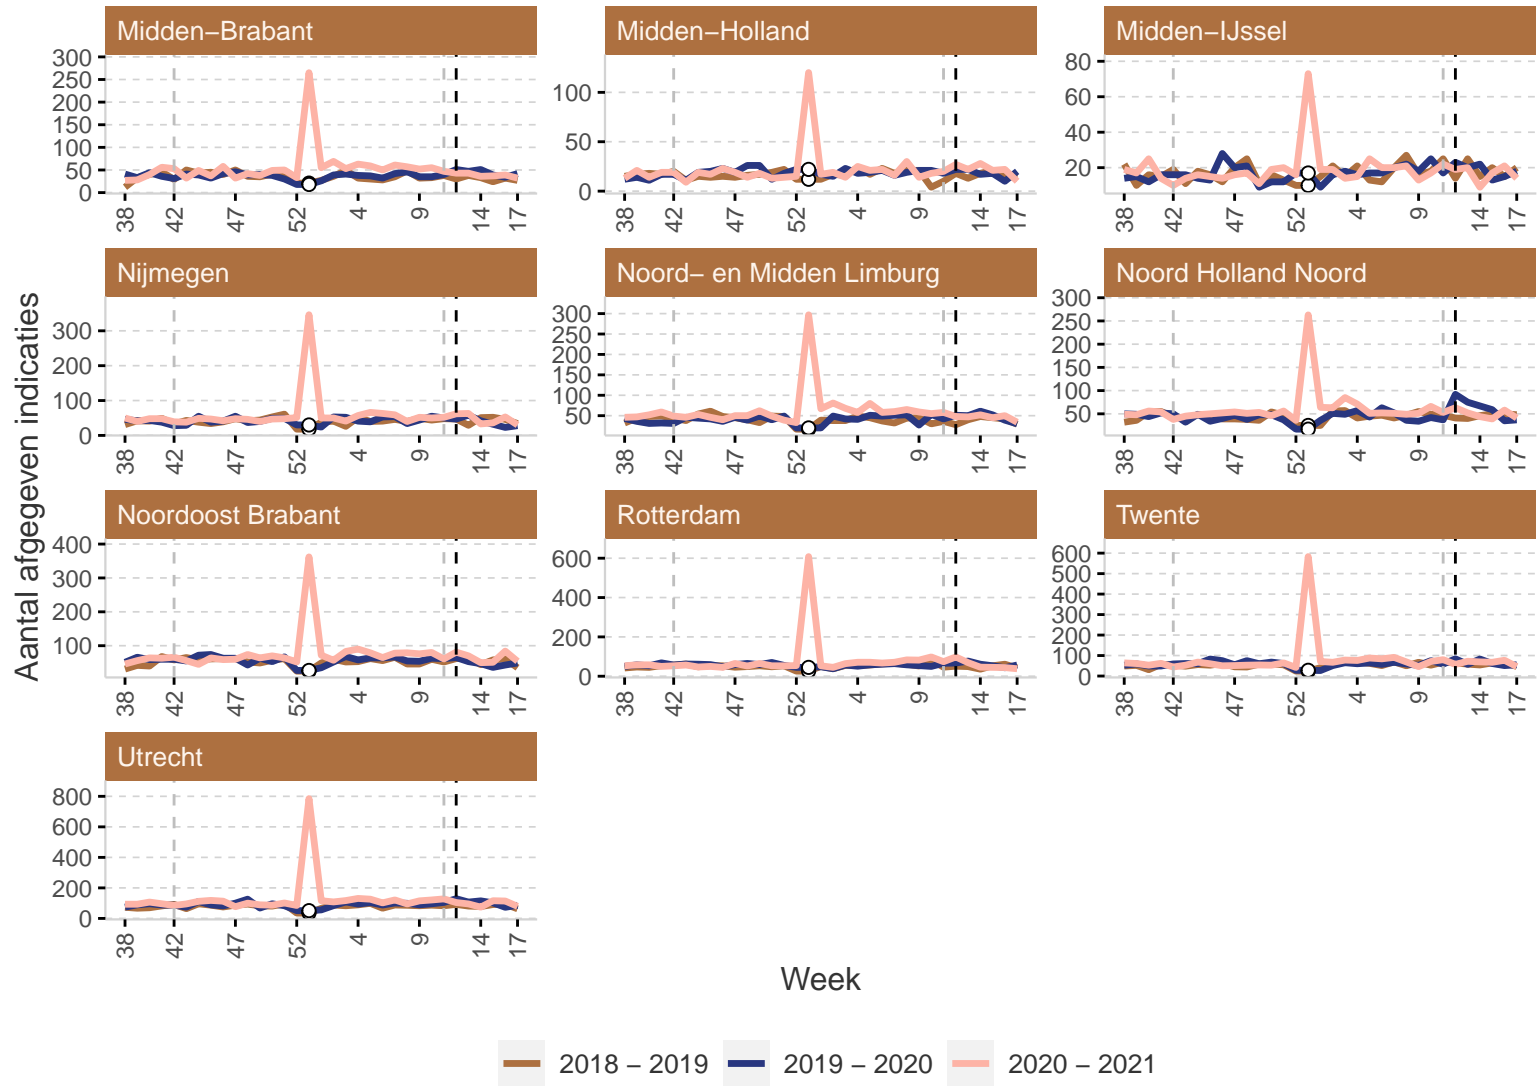 Midden−Brabant
Midden−Holland
Midden−IJssel
300
250
200
150
100
50
0
100
50
0
80
60
40
20
38 42 47 52 4 9 14 17
38 42 47 52 4 9 14 17
38 42 47 52 4 9 14 17
Nijmegen
Noord− en Midden Limburg
Noord Holland Noord
300
200
100
0
300
250
200
150
100
50
300
250
200
150
100
50
38 42 47 52 4 9 14 17
38 42 47 52 4 9 14 17
38 42 47 52 4 9 14 17
Aantal afgegeven indicaties
Noordoost Brabant
Rotterdam
Twente
400
300
200
100
600
400
200
0
600
500
400
300
200
100
0
38 42 47 52 4 9 14 17
38 42 47 52 4 9 14 17
38 42 47 52 4 9 14 17
Utrecht
800
600
400
200
0
38 42 47 52 4 9 14 17
Week
2018 − 2019
2019 − 2020
2020 − 2021